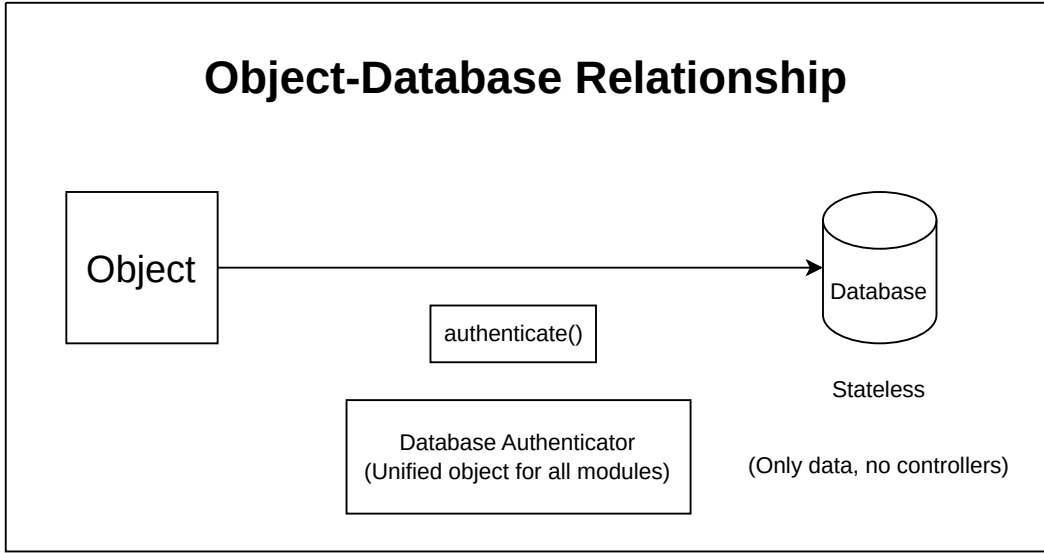 Object-Database Relationship
Object
Database
authenticate()
Stateless
Database Authenticator
(Unified object for all modules)
(Only data, no controllers)